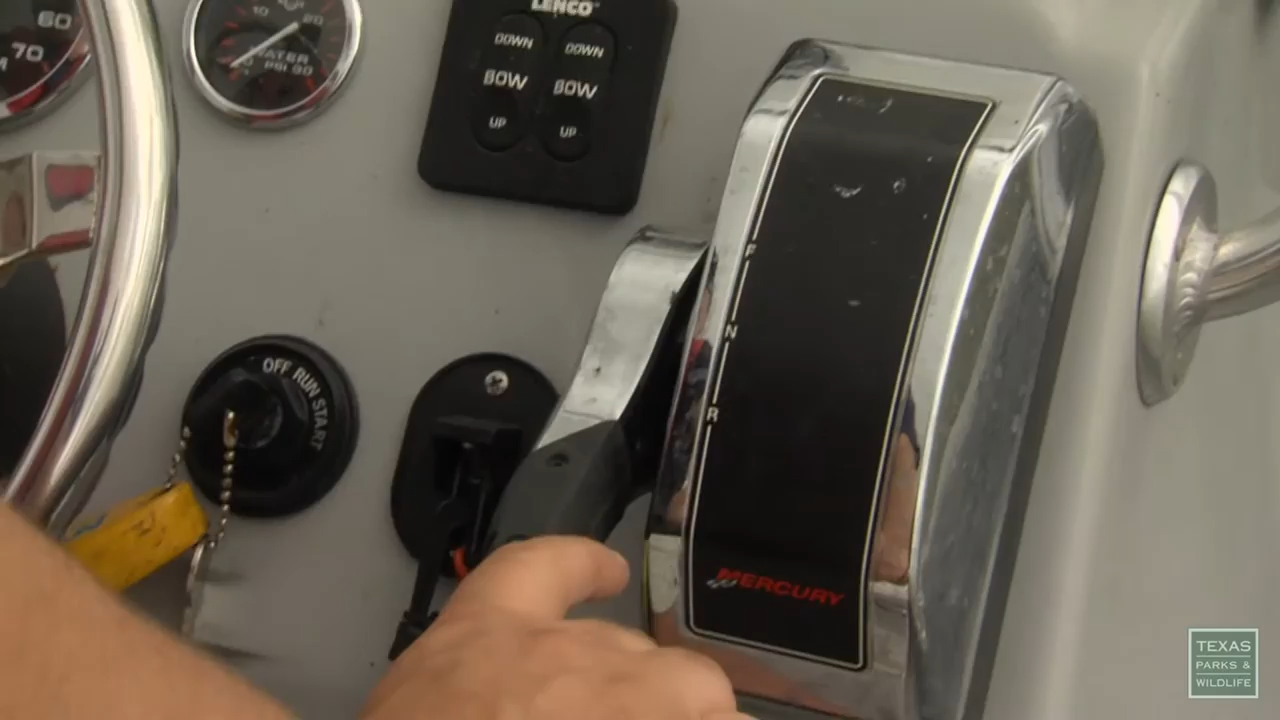 60
70
10
20
WATER
PSI 30
LENCO
DOWN DOWN
BOW BOW
UP UP
OFF RUN START
F
N
R
MERCURY
TEXAS
PARKS &
WILDLIFE